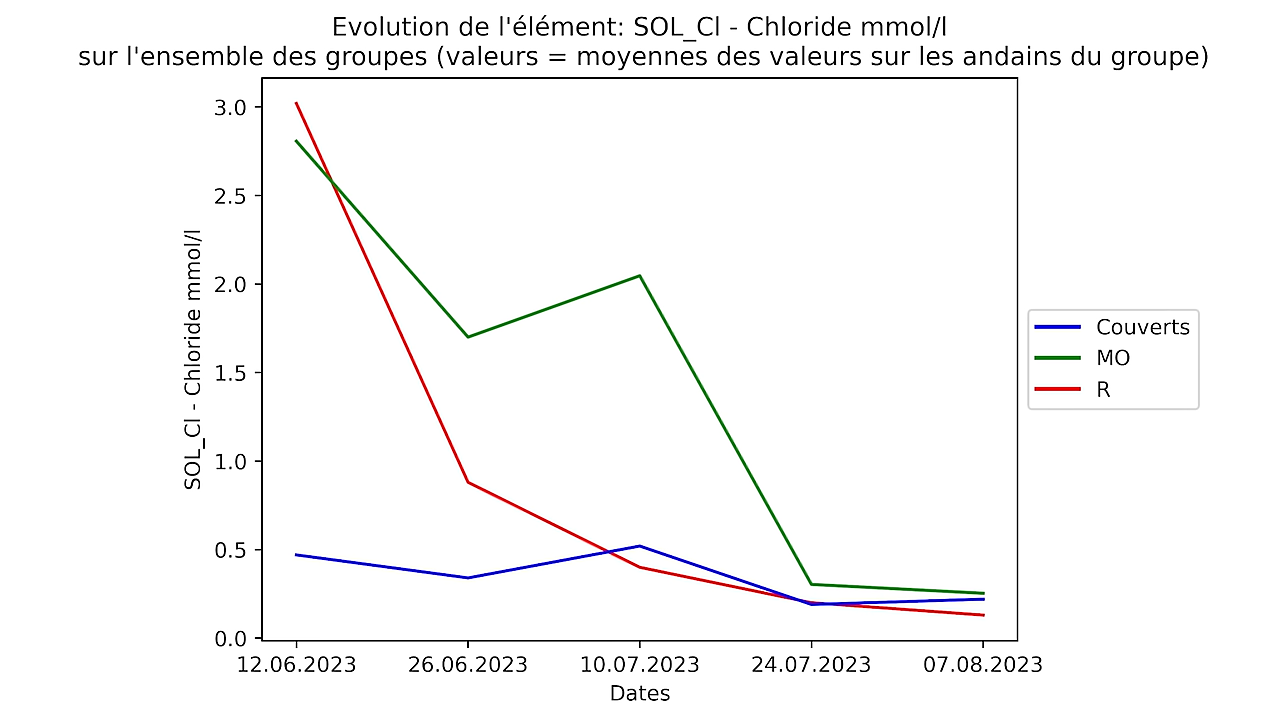 Evolution de l'élément: SOL_Cl - Chloride mmol/l
sur l'ensemble des groupes (valeurs = moyennes des valeurs sur les andains du groupe)
SOL_Cl - Chloride mmol/l
3.0
2.5
2.0
1.5
1.0
0.5
0.0
12.06.2023
26.06.2023
10.07.2023
24.07.2023
07.08.2023
Dates
Couverts
MO
R